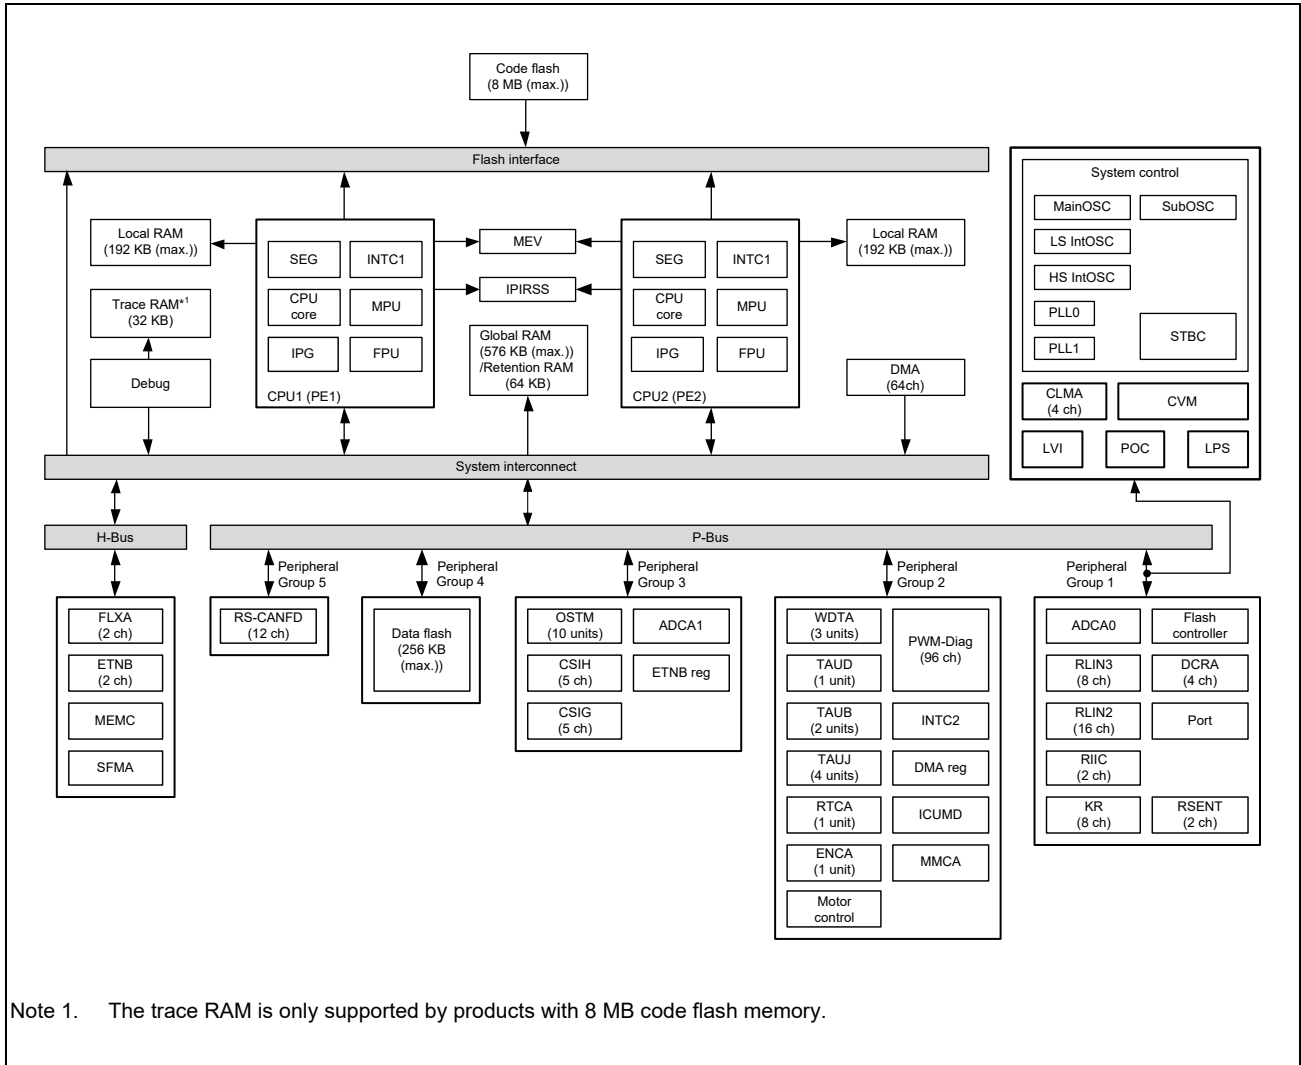 Code flash
(8 MB (max.))
Flash interface
Local RAM
(192 KB (max.))
Trace RAM*1
(32 KB)
Debug
SEG
INTC1
CPU
core
MPU
IPG
FPU
CPU1 (PE1)
MEV
IPIRSS
Global RAM
(576 KB (max.))
/Retention RAM
(64 KB)
SEG
INTC1
CPU
core
MPU
IPG
FPU
CPU2 (PE2)
Local RAM
(192 KB (max.))
DMA
(64ch)
System control
MainOSC
SubOSC
LS IntOSC
HS IntOSC
PLL0
PLL1
STBC
CLMA
(4 ch)
CVM
LVI
POC
LPS
System interconnect
H-Bus
P-Bus
Peripheral
Group 5
Peripheral
Group 4
Peripheral
Group 3
Peripheral
Group 2
Peripheral
Group 1
FLXA
(2 ch)
ETNB
(2 ch)
MEMC
SFMA
RS-CANFD
(12 ch)
Data flash
(256 KB
(max.))
OSTM
(10 units)
ADCA1
CSIH
(5 ch)
ETNB reg
CSIG
(5 ch)
WDTA
(3 units)
PWM-Diag
(96 ch)
TAUD
(1 unit)
TAUB
(2 units)
INTC2
TAUJ
(4 units)
DMA reg
RTCA
(1 unit)
ICUMD
ENCA
(1 unit)
MMCA
Motor
control
ADCA0
Flash
controller
RLIN3
(8 ch)
DCRA
(4 ch)
RLIN2
(16 ch)
Port
RIIC
(2 ch)
KR
(8 ch)
RSENT
(2 ch)
Note 1. The trace RAM is only supported by products with 8 MB code flash memory.